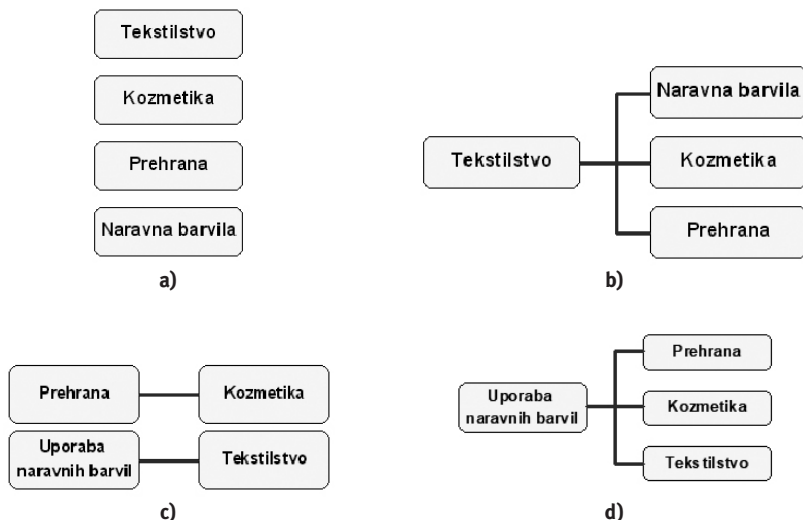 Tekstilstvo
Kozmetika
Prehrana
Naravna barvila
a)
Tekstilstvo
Naravna barvila
Kozmetika
Prehrana
b)
Prehrana
Kozmetika
Uporaba
naravnih barvil
Tekstilstvo
c)
Uporaba
naravnih barvil
Prehrana
Kozmetika
Tekstilstvo
d)